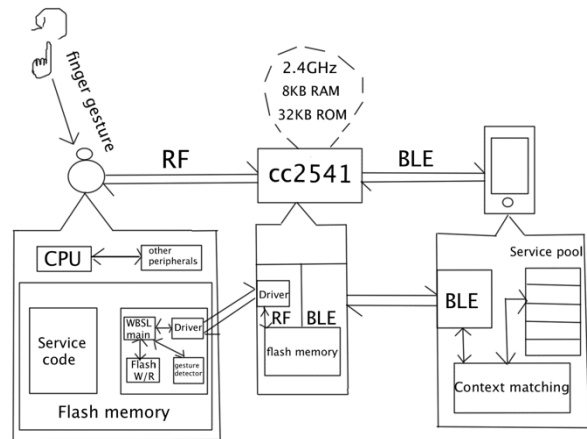 finger gesture
2.4GHz
8KB RAM
32KB ROM
RF
cc2541
BLE
CPU
other
peripherals
Service
code
WBSL
main
Driver
Flash
W/R
gesture
detector
Flash memory
Driver
RF
BLE
flash memory
Service pool
BLE
Context matching